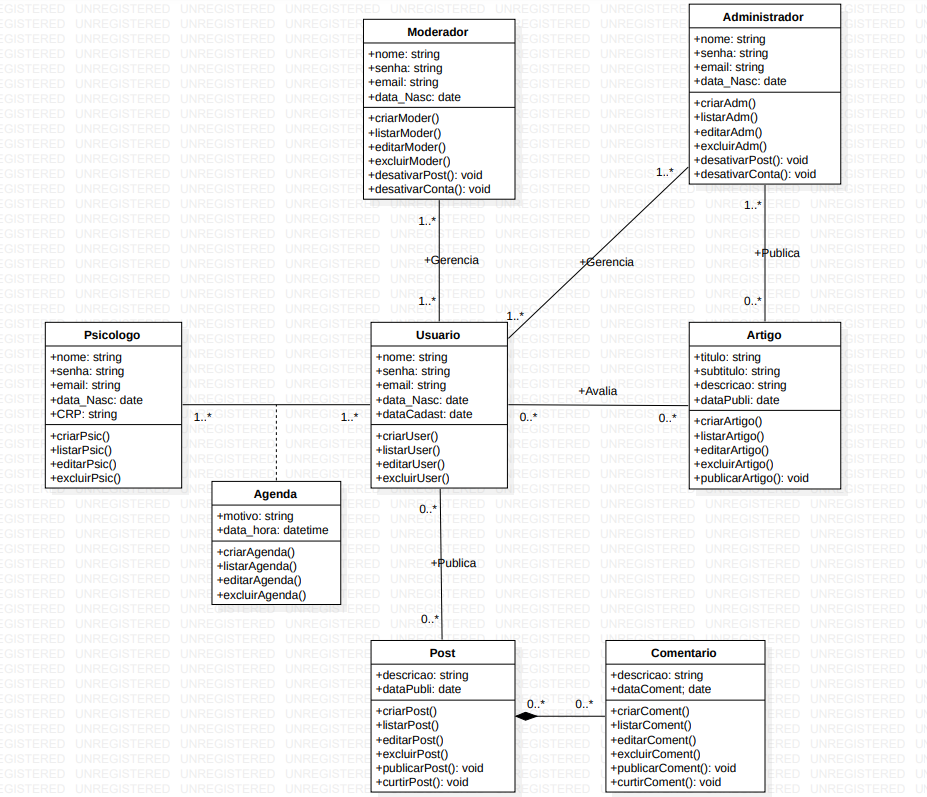 Moderador
+nome: string
+senha: string
+email: string
+data_Nasc: date
+criarModer()
+listarModer()
+editarModer()
+excluirModer()
+desativarPost(): void
+desativarConta(): void
Administrador
+nome: string
+senha: string
+email: string
+data_Nasc: date
+criarAdm()
+listarAdm()
+editarAdm()
+excluirAdm()
+desativarPost(): void
+desativarConta(): void
1..*
+Gerencia
1..*
1..*
+Gerencia
1..*
1..*
+Publica
0..*
Psicologo
+nome: string
+senha: string
+email: string
+data_Nasc: date
+CRP: string
+criarPsic()
+listarPsic()
+editarPsic()
+excluirPsic()
1..*
1..*
Usuario
+nome: string
+senha: string
+email: string
+data_Nasc: date
+dataCadast: date
+criarUser()
+listarUser()
+editarUser()
+excluirUser()
+Avalia
0..*
0..*
Artigo
+titulo: string
+subtitulo: string
+descricao: string
+dataPubli: date
+criarArtigo()
+listarArtigo()
+editarArtigo()
+excluirArtigo()
+publicarArtigo(): void
Agenda
+motivo: string
+data_hora: datetime
+criarAgenda()
+listarAgenda()
+editarAgenda()
+excluirAgenda()
0..*
+Publica
0..*
Post
+descricao: string
+dataPubli: date
+criarPost()
+listarPost()
+editarPost()
+excluirPost()
+publicarPost(): void
+curtirPost(): void
0..*
0..*
Comentario
+descricao: string
+dataComent; date
+criarComent()
+listarComent()
+editarComent()
+excluirComent()
+publicarComent(): void
+curtirComent(): void